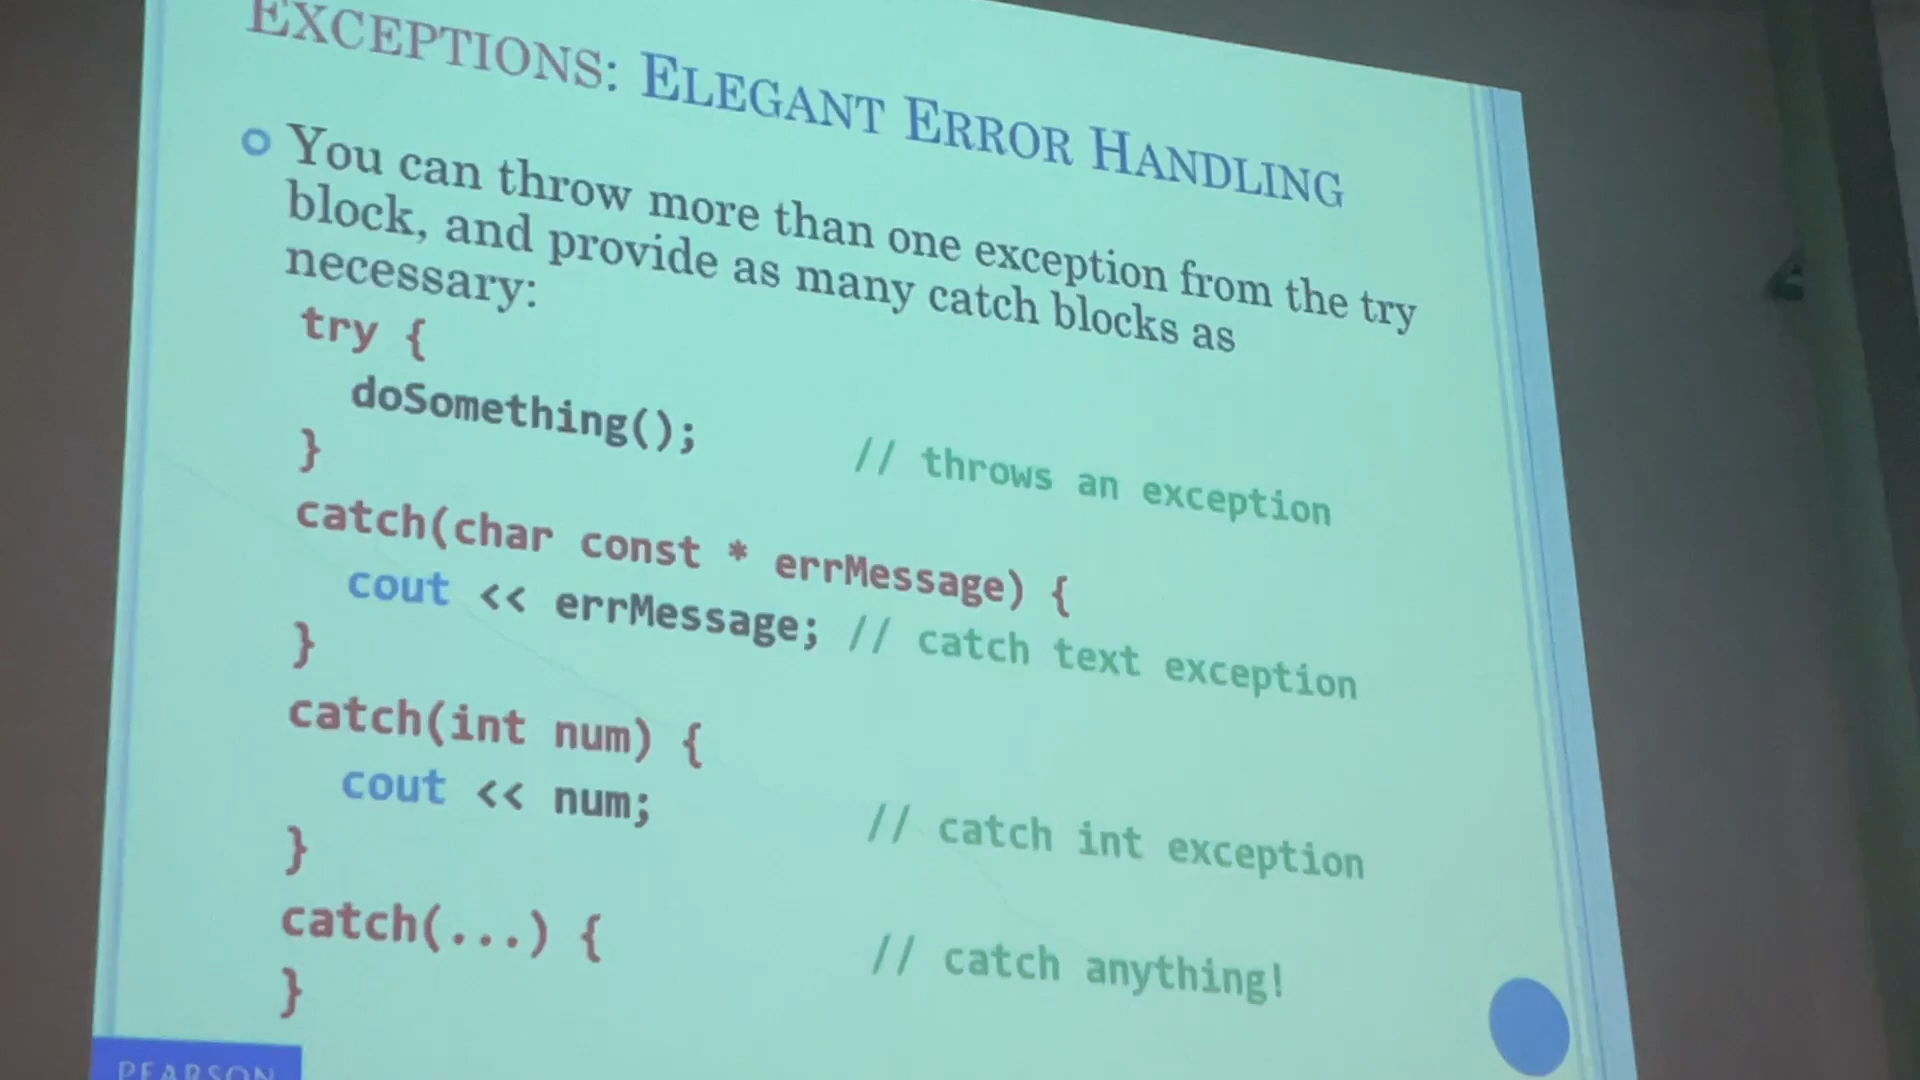 EXCEPTIONS: ELEGANT ERROR HANDLING
You can throw more than one exception from the try
block, and provide as many catch blocks as
necessary:
try {
doSomething(); // throws an exception
}
catch(char const * errMessage) {
cout << errMessage; // catch text exception
}
catch(int num) {
cout << num; // catch int exception
}
catch(...) { // catch anything!
}
PEARSON